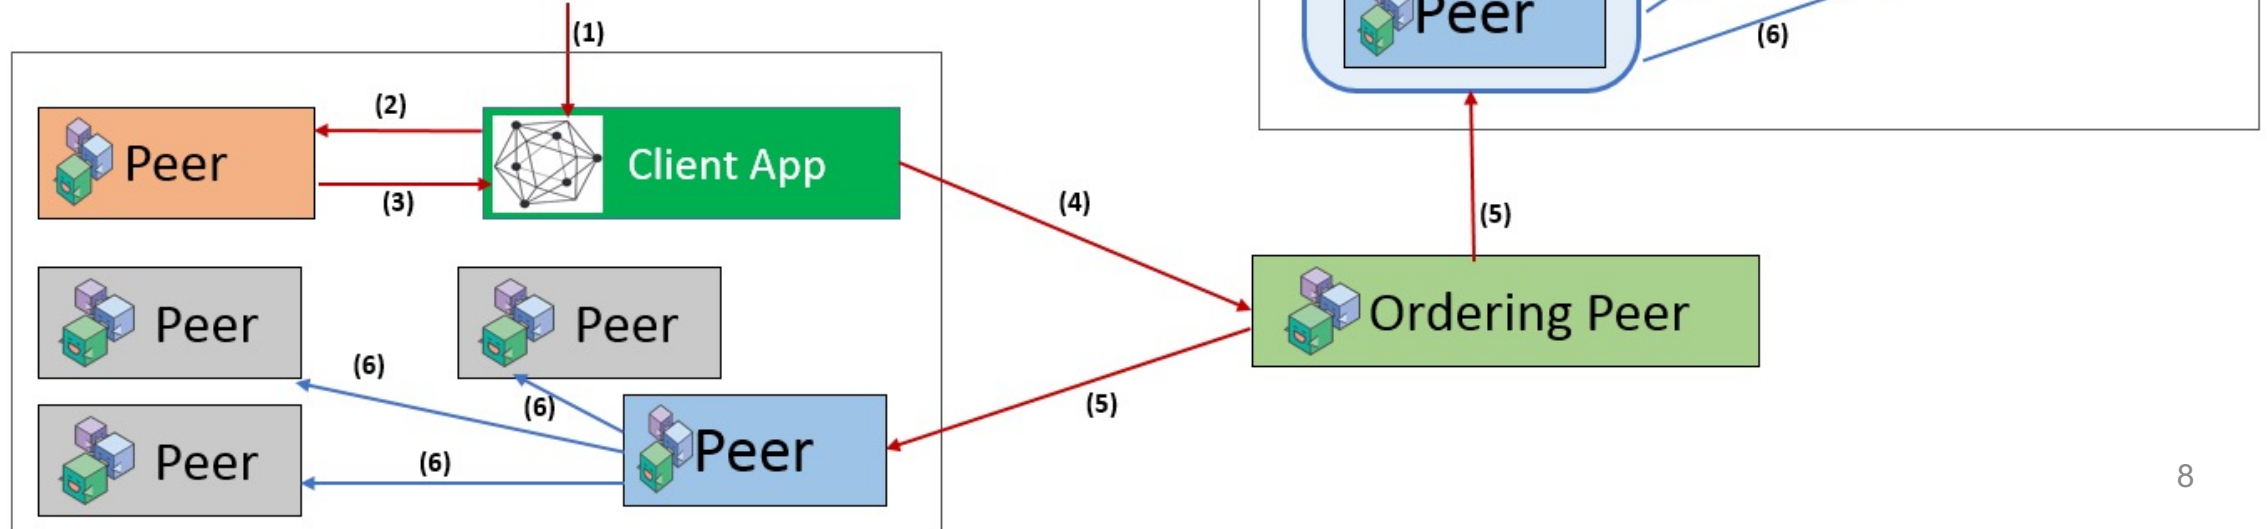 (1)
Peer
(6)
(2)
Peer
Client App
(3)
(4)
(5)
Peer
Peer
Ordering Peer
(6)
(6)
(5)
Peer
Peer
(6)
8